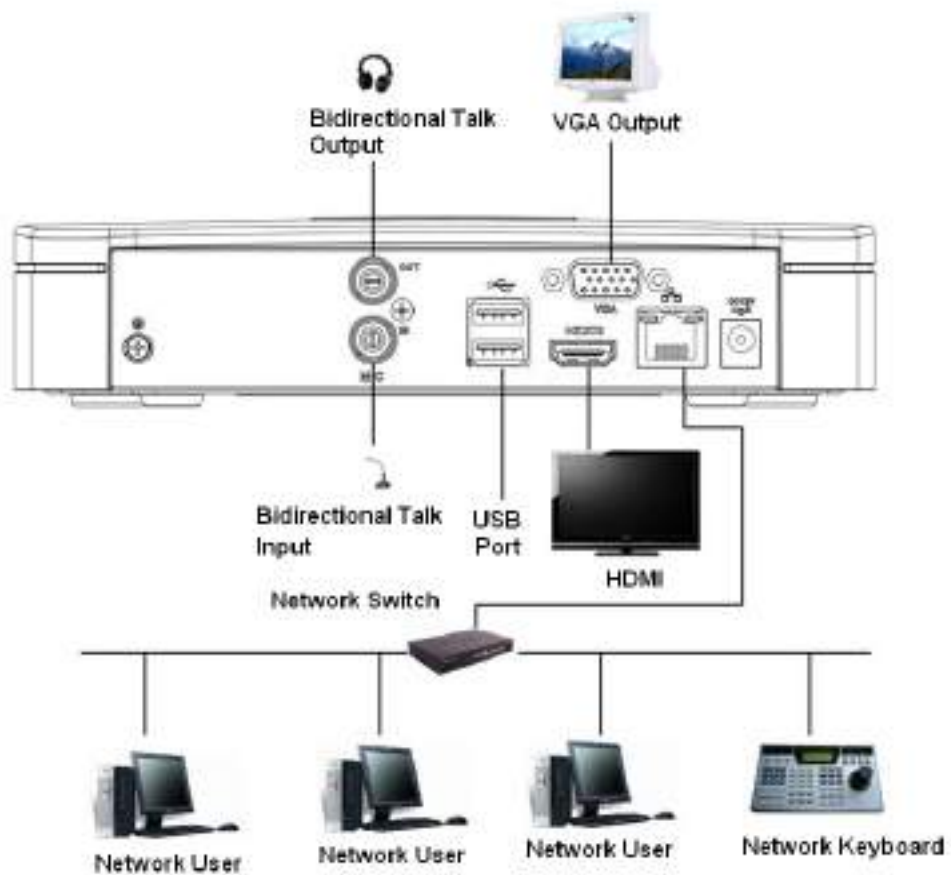 Bidirectional Talk
Output
VGA Output
OUT
VGA
IN
MIC
Bidirectional Talk
Input
USB
Port
HDMI
Network Switch
Network User
Network User
Network User
Network Keyboard